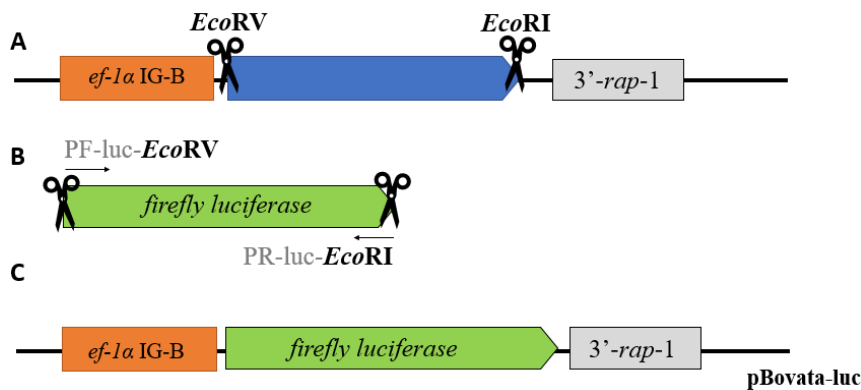 A
EcoRV
EcoRI
ef-1α IG-B
3’-rap-1
B
PF-luc-EcoRV
firefly luciferase
PR-luc-EcoRI
C
ef-1α IG-B
firefly luciferase
3’-rap-1
pBovata-luc